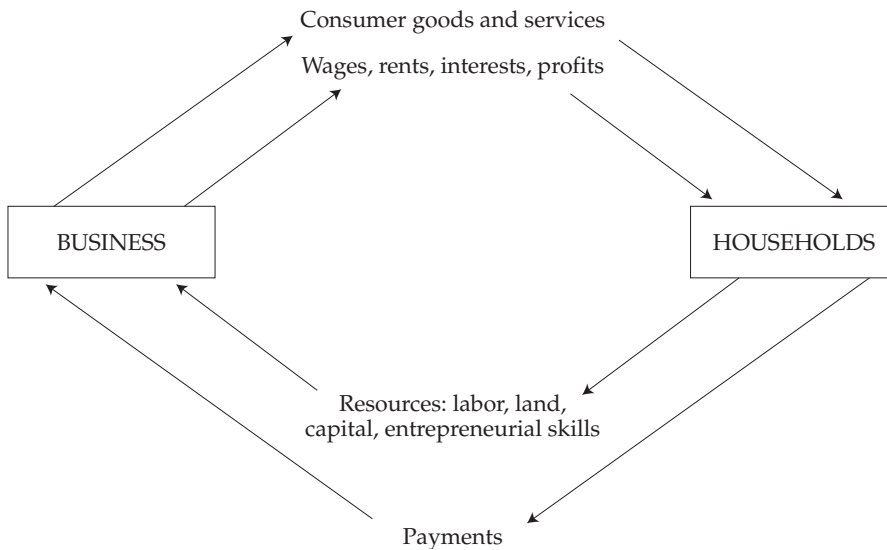 Consumer goods and services
Wages, rents, interests, profits
BUSINESS
HOUSEHOLDS
Resources: labor, land,
capital, entrepreneurial skills
Payments